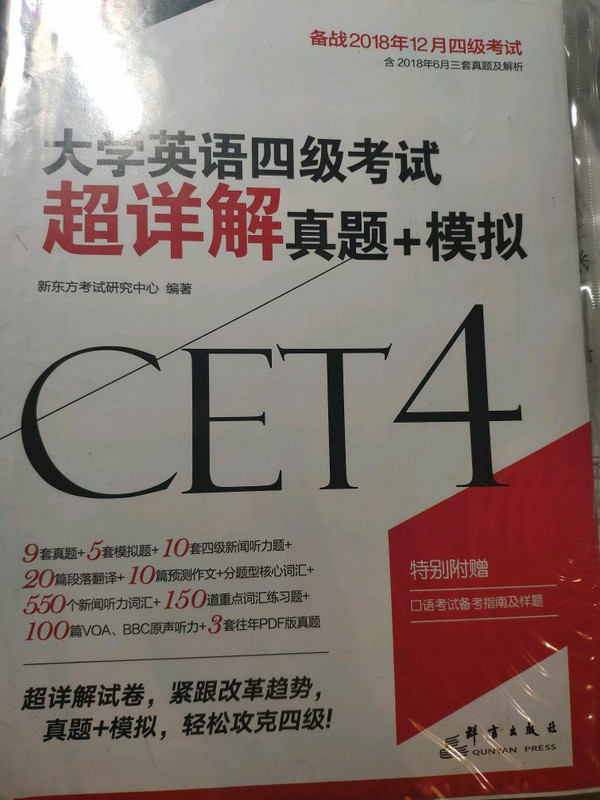 备战2018年12月四级考试
含2018年6月三套真题及解析
大学英语四级考试
超详解真题+模拟
新东方考试研究中心 编著
CET4
9套真题+5套模拟题+10套四级新闻听力题+
20篇段落翻译+10篇预测作文+分题型核心词汇+
550个新闻听力词汇+150道重点词汇练习题+
100篇VOA、BBC原声听力+3套往年PDF版真题
特别附赠
口语考试备考指南及样题
超详解试卷，紧跟改革趋势，
真题+模拟，轻松攻克四级!
群言出版社
QUNYAN PRESS